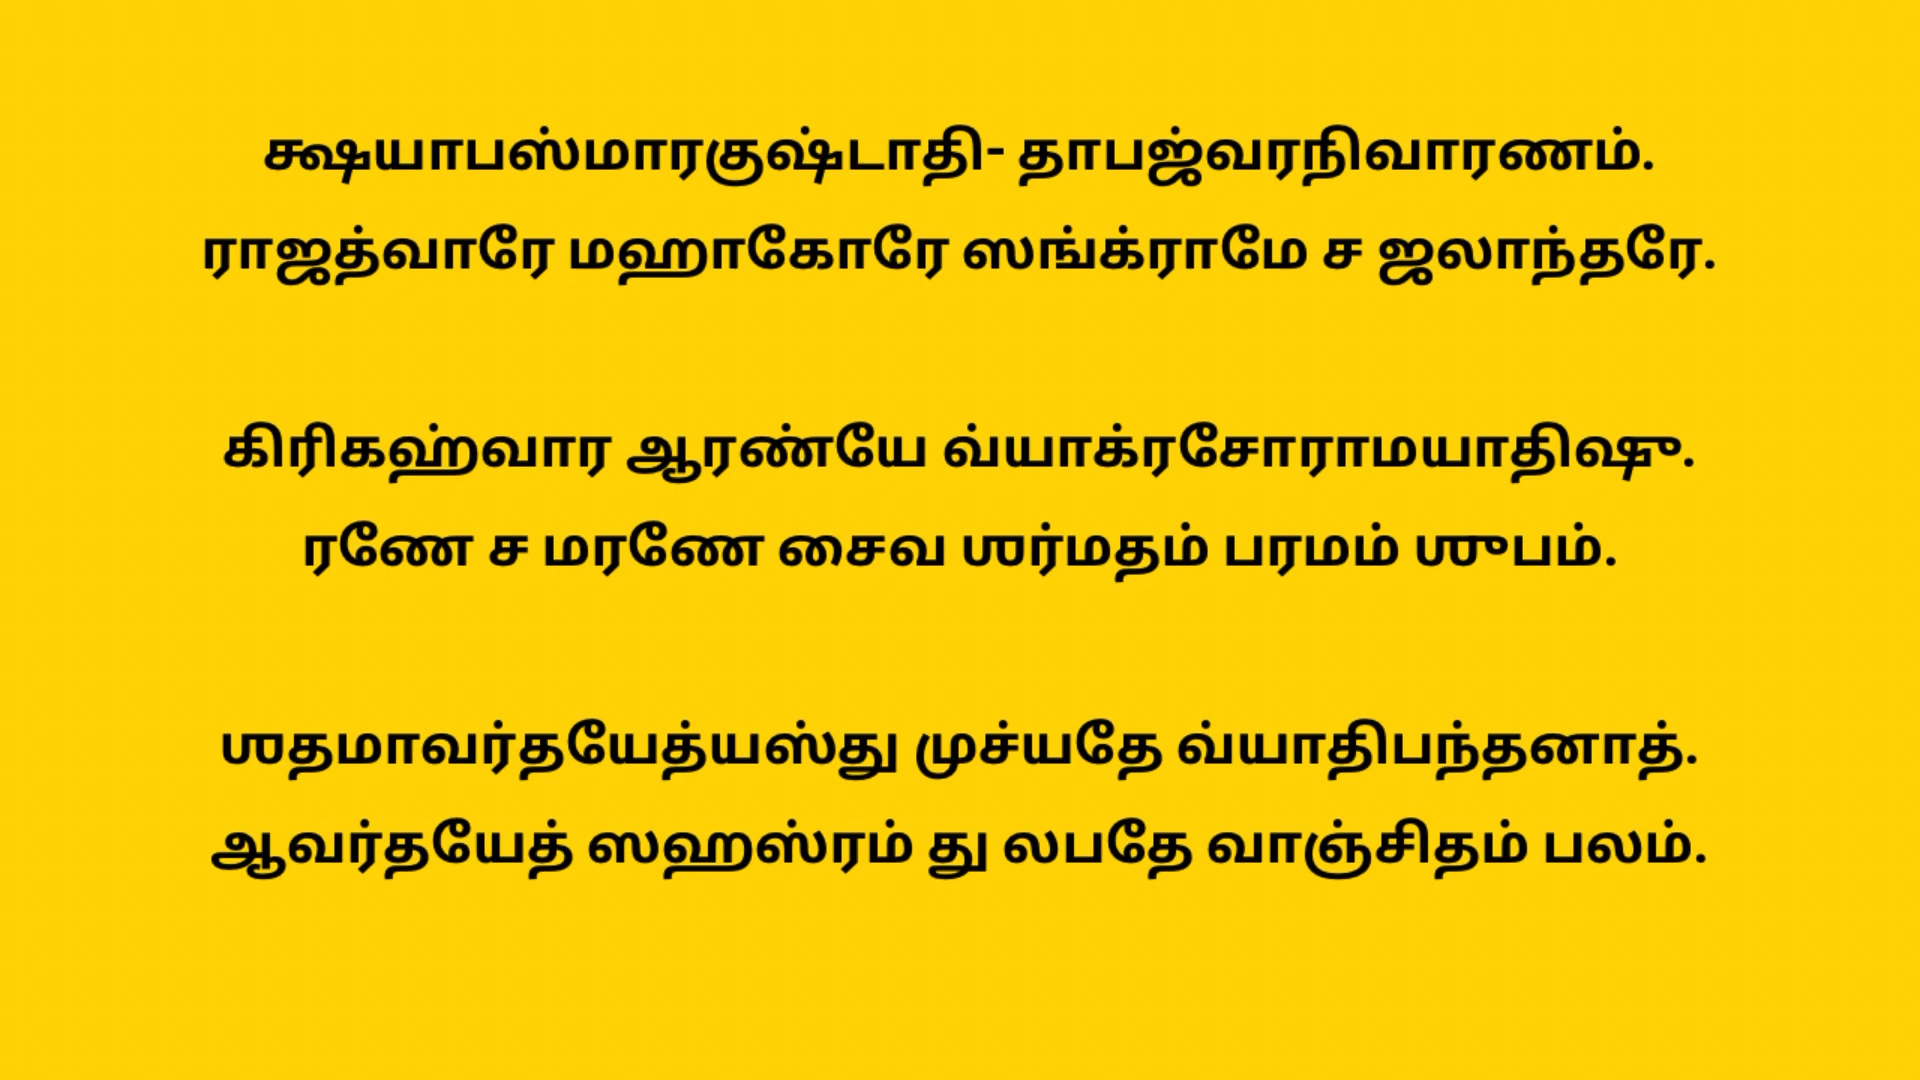 க்ஷயாபஸ்மாரகுஷ்டாதி- தாபஜ்வரநிவாரணம்.
ராஜத்வாரே மஹாகோரே ஸங்க்ராமே ச ஜலாந்தரே.
கிரிகஹ்வார ஆரண்யே வ்யாக்ரசோராமயாதிஷு.
ரணே ச மரணே சைவ ஶர்மதம் பரமம் ஶுபம்.
ஶதமாவர்தயேத்யஸ்து முச்யதே வ்யாதிபந்தனாத்.
ஆவர்தயேத் ஸஹஸ்ரம் து லபதே வாஞ்சிதம் பலம்.